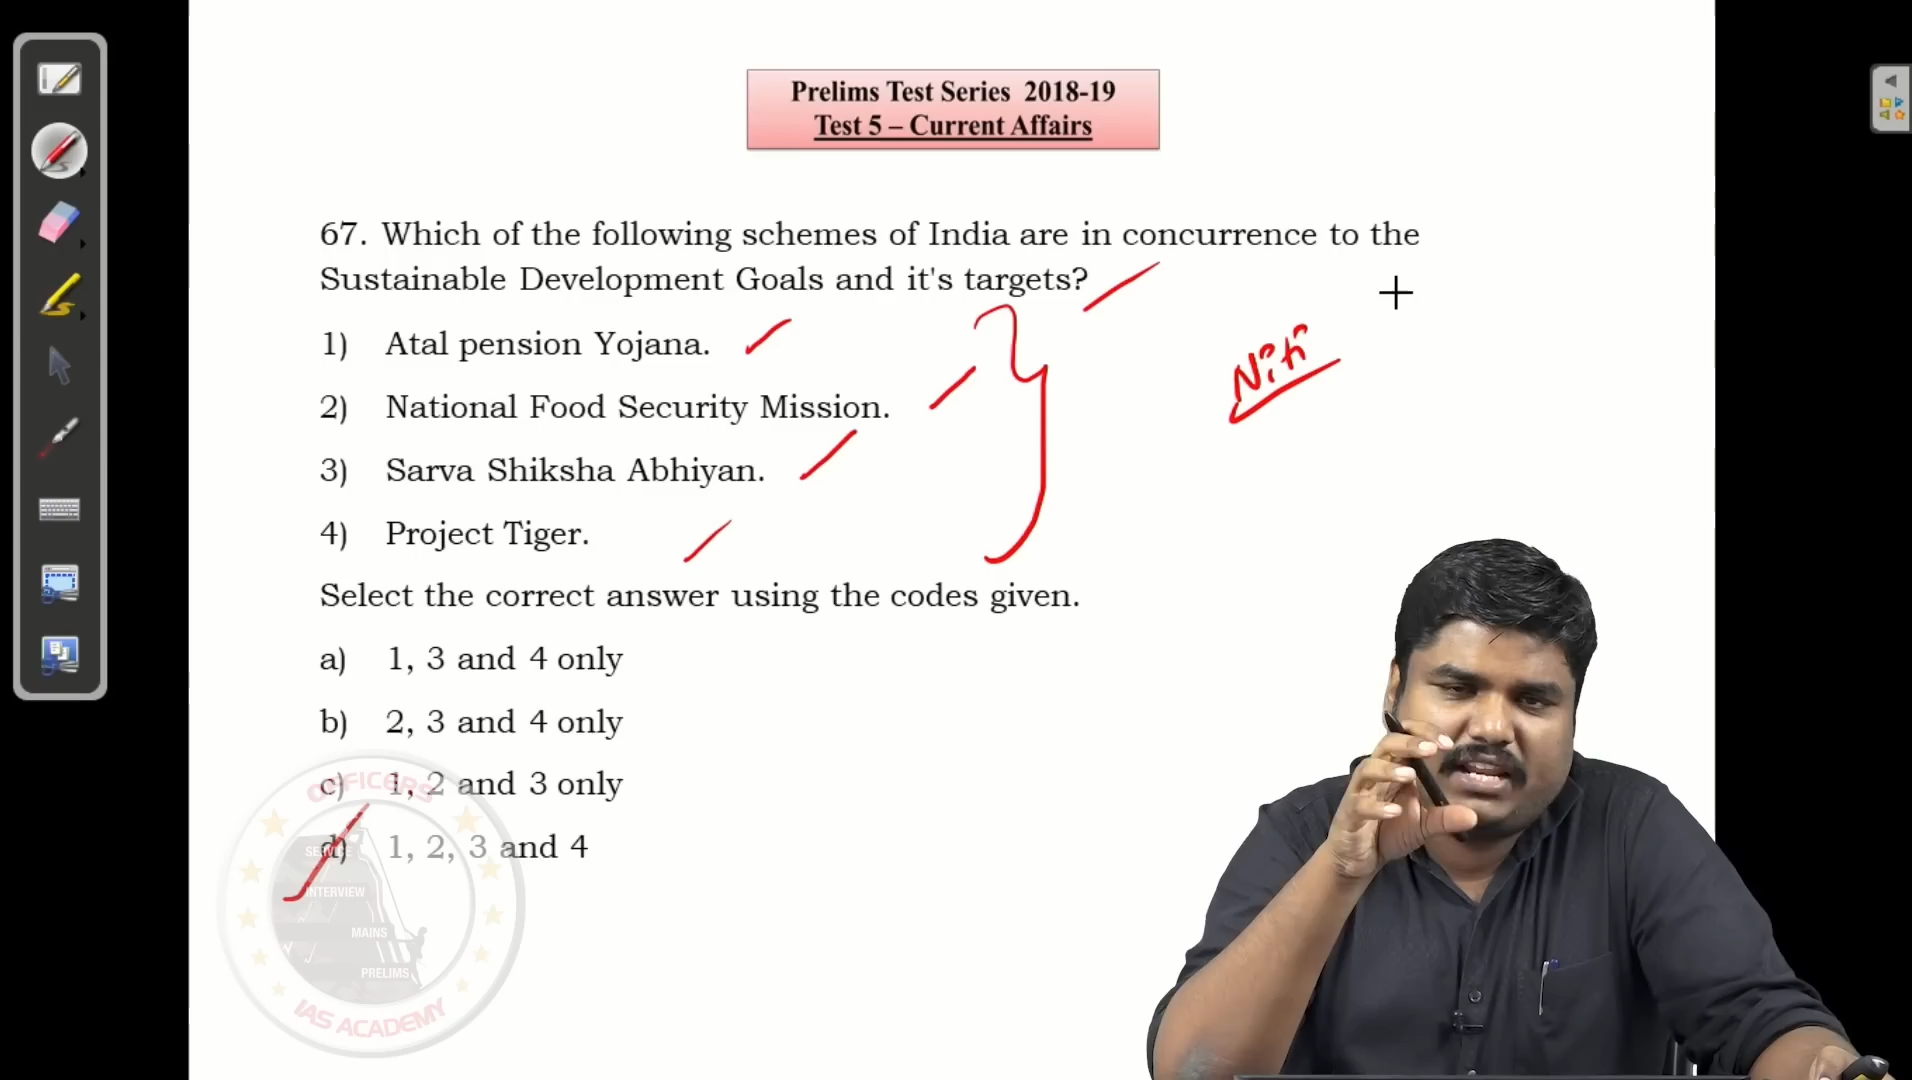 Prelims Test Series 2018-19
Test 5 – Current Affairs
67. Which of the following schemes of India are in concurrence to the
Sustainable Development Goals and it's targets?
1) Atal pension Yojana.
2) National Food Security Mission.
3) Sarva Shiksha Abhiyan.
4) Project Tiger.
Niti
Select the correct answer using the codes given.
a) 1, 3 and 4 only
b) 2, 3 and 4 only
c) 1, 2 and 3 only
d) 1, 2, 3 and 4
OFFICERS
SERVICE
INTERVIEW
MAINS
PRELIMS
IAS ACADEMY